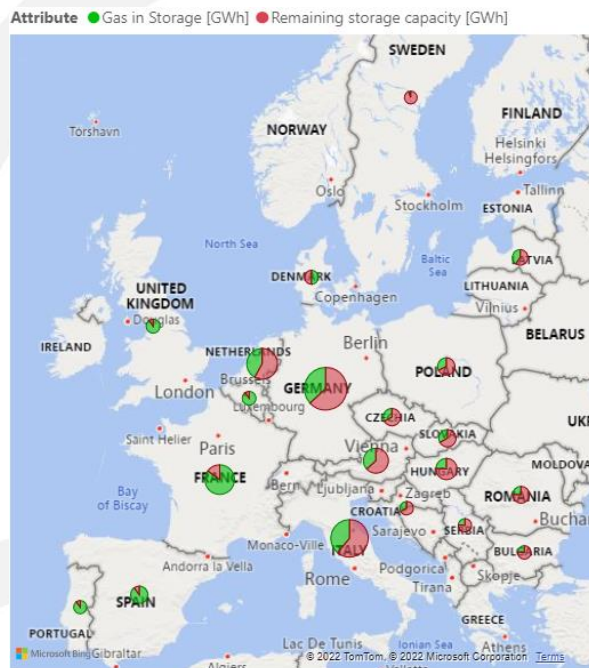 Attribute Gas in Storage [GWh] Remaining storage capacity [GWh]
SWEDEN
FINLAND
Tórshavn
NORWAY
Helsinki
Helsingfors
Oslo
Tallinn
Stockholm
ESTONIA
North Sea
Baltic
Sea
LATVIA
DENMARK
LITHUANIA
UNITED
KINGDOM
Copenhagen
Vilnius
Douglas
BELARUS
IRELAND
NETHERLANDS
Berlin
Brussels
POLAND
London
GERMANY
Luxembourg
CZECHIA
UKR
Saint Helier
Paris
SLOVAKIA
Vienna
MOLDOVA
FRANCE
Bern
HUNGARY
Bay
of
Biscay
Ljubljana
Zagreb
ROMANIA
CROATIA
Buchar
Monaco-Ville
Sarajevo
SERBIA
ITALY
Andorra la Vella
Podgorica
BULGARIA
Rome
Skopje
Tirana
SPAIN
PORTUGAL
GREECE
Microsoft Bing
Gibraltar
Algiers
Lac De Tunis
Ionian Sea
Athens
© 2022 TomTom, © 2022 Microsoft Corporation Terms